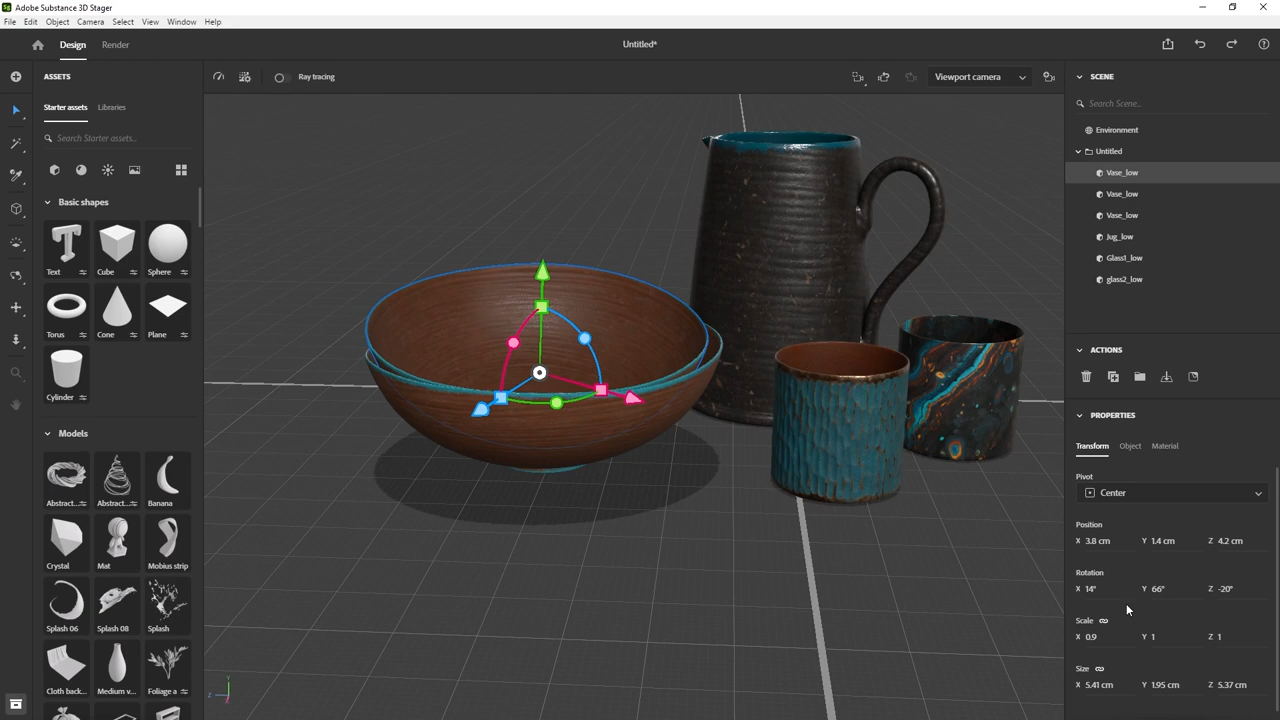 Adobe Substance 3D Stager
File Edit Object Camera Select View Window Help
Design Render
Untitled*
ASSETS
Starter assets Libraries
Search Starter assets...
Basic shapes
Text Cube Sphere
Torus Cone Plane
Cylinder
Models
Abstract... Abstract... Banana
Crystal Mat Mobius strip
Splash 06 Splash 08 Splash
Cloth back... Medium v... Foliage a
Ray tracing
Viewport camera
SCENE
Search Scene...
Environment
Untitled
Vase_low
Vase_low
Vase_low
Jug_low
Glass1_low
glass2_low
ACTIONS
PROPERTIES
Transform Object Material
Pivot
Center
Position
X 3.8 cm Y 1.4 cm Z 4.2 cm
Rotation
X 14° Y 66° Z -20°
Scale
X 0.9 Y 1 Z 1
Size
X 5.41 cm Y 1.95 cm Z 5.37 cm